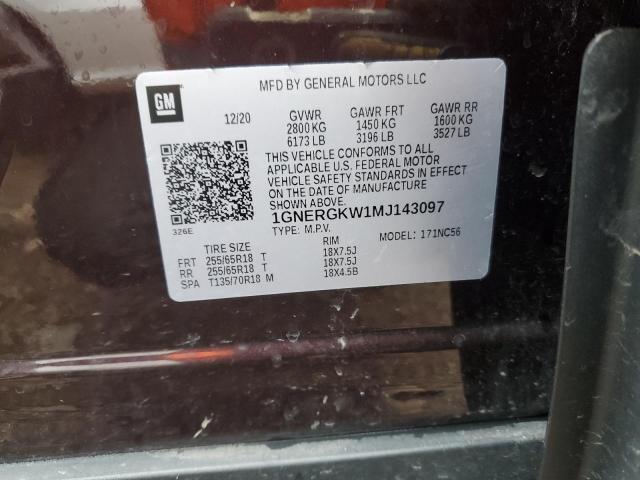 MFD BY GENERAL MOTORS LLC
GM
12/20 GVWR GAWR FRT GAWR RR
2800 KG 1450 KG 1600 KG
6173 LB 3196 LB 3527 LB
THIS VEHICLE CONFORMS TO ALL
APPLICABLE U.S. FEDERAL MOTOR
VEHICLE SAFETY STANDARDS IN EFFECT
ON THE DATE OF MANUFACTURE
SHOWN ABOVE.
326E
1GNERGKW1MJ143097
TYPE: M.P.V. MODEL: 171NC56
TIRE SIZE RIM
FRT 255/65R18 T 18X7.5J
RR 255/65R18 T 18X7.5J
SPA T135/70R18 M 18X4.5B